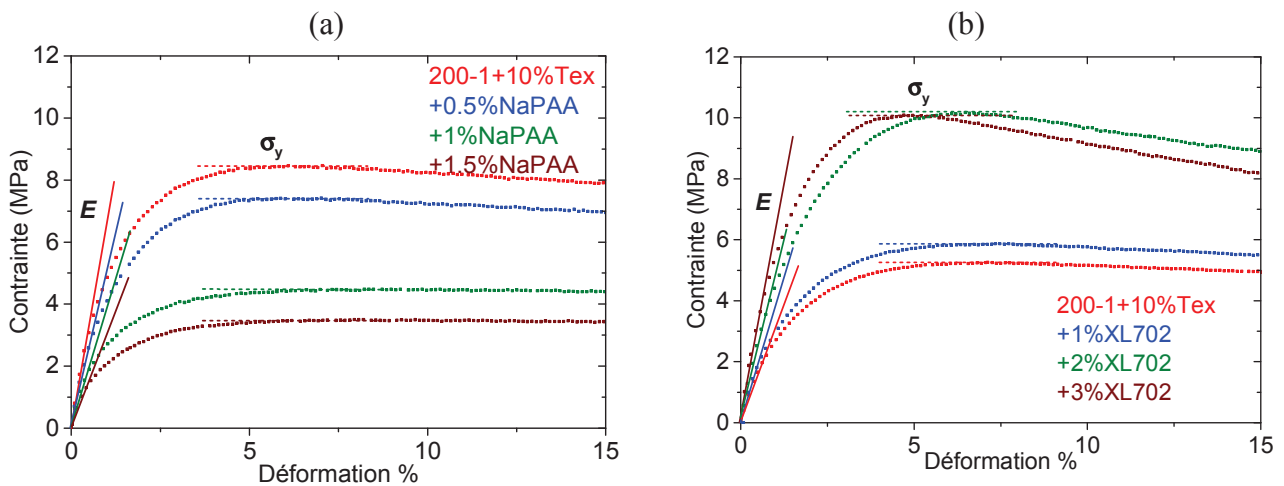 (a)
12
10
8
6
4
2
0
Contrainte (MPa)
200-1+10%Tex
+0.5%NaPAA
+1%NaPAA
+1.5%NaPAA
σy
E
0 5 10 15
Déformation %
(b)
12
10
8
6
4
2
0
Contrainte (MPa)
σy
E
200-1+10%Tex
+1%XL702
+2%XL702
+3%XL702
0 5 10 15
Déformation %